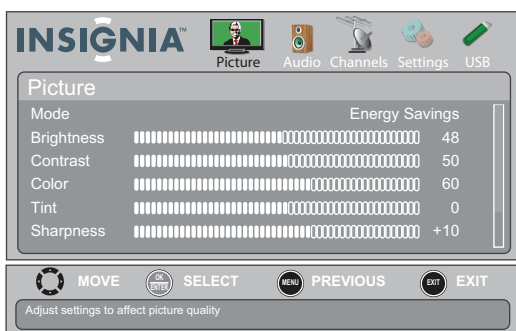 INSIGNIA™
Picture Audio Channels Settings USB
Picture
Mode Energy Savings
Brightness 48
Contrast 50
Color 60
Tint 0
Sharpness +10
MOVE OK ENTER SELECT MENU PREVIOUS EXIT EXIT
Adjust settings to affect picture quality